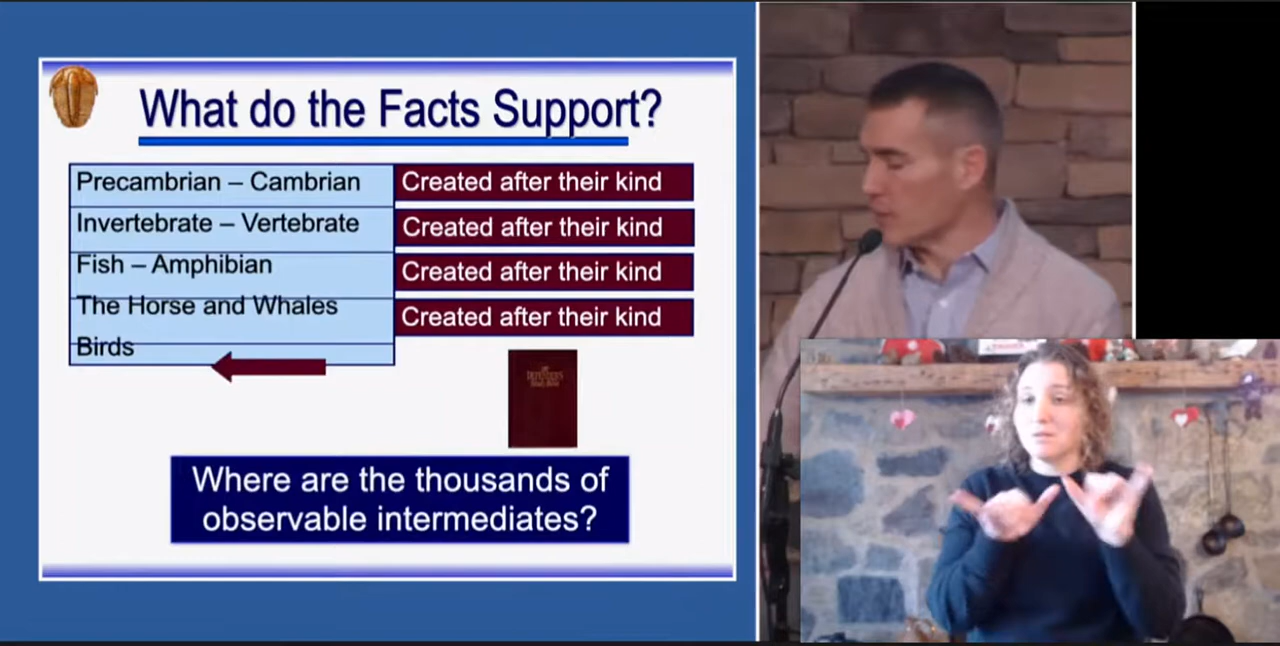 What do the Facts Support?
Precambrian – Cambrian
Created after their kind
Invertebrate – Vertebrate
Created after their kind
Fish – Amphibian
Created after their kind
The Horse and Whales
Created after their kind
Birds
Where are the thousands of
observable intermediates?